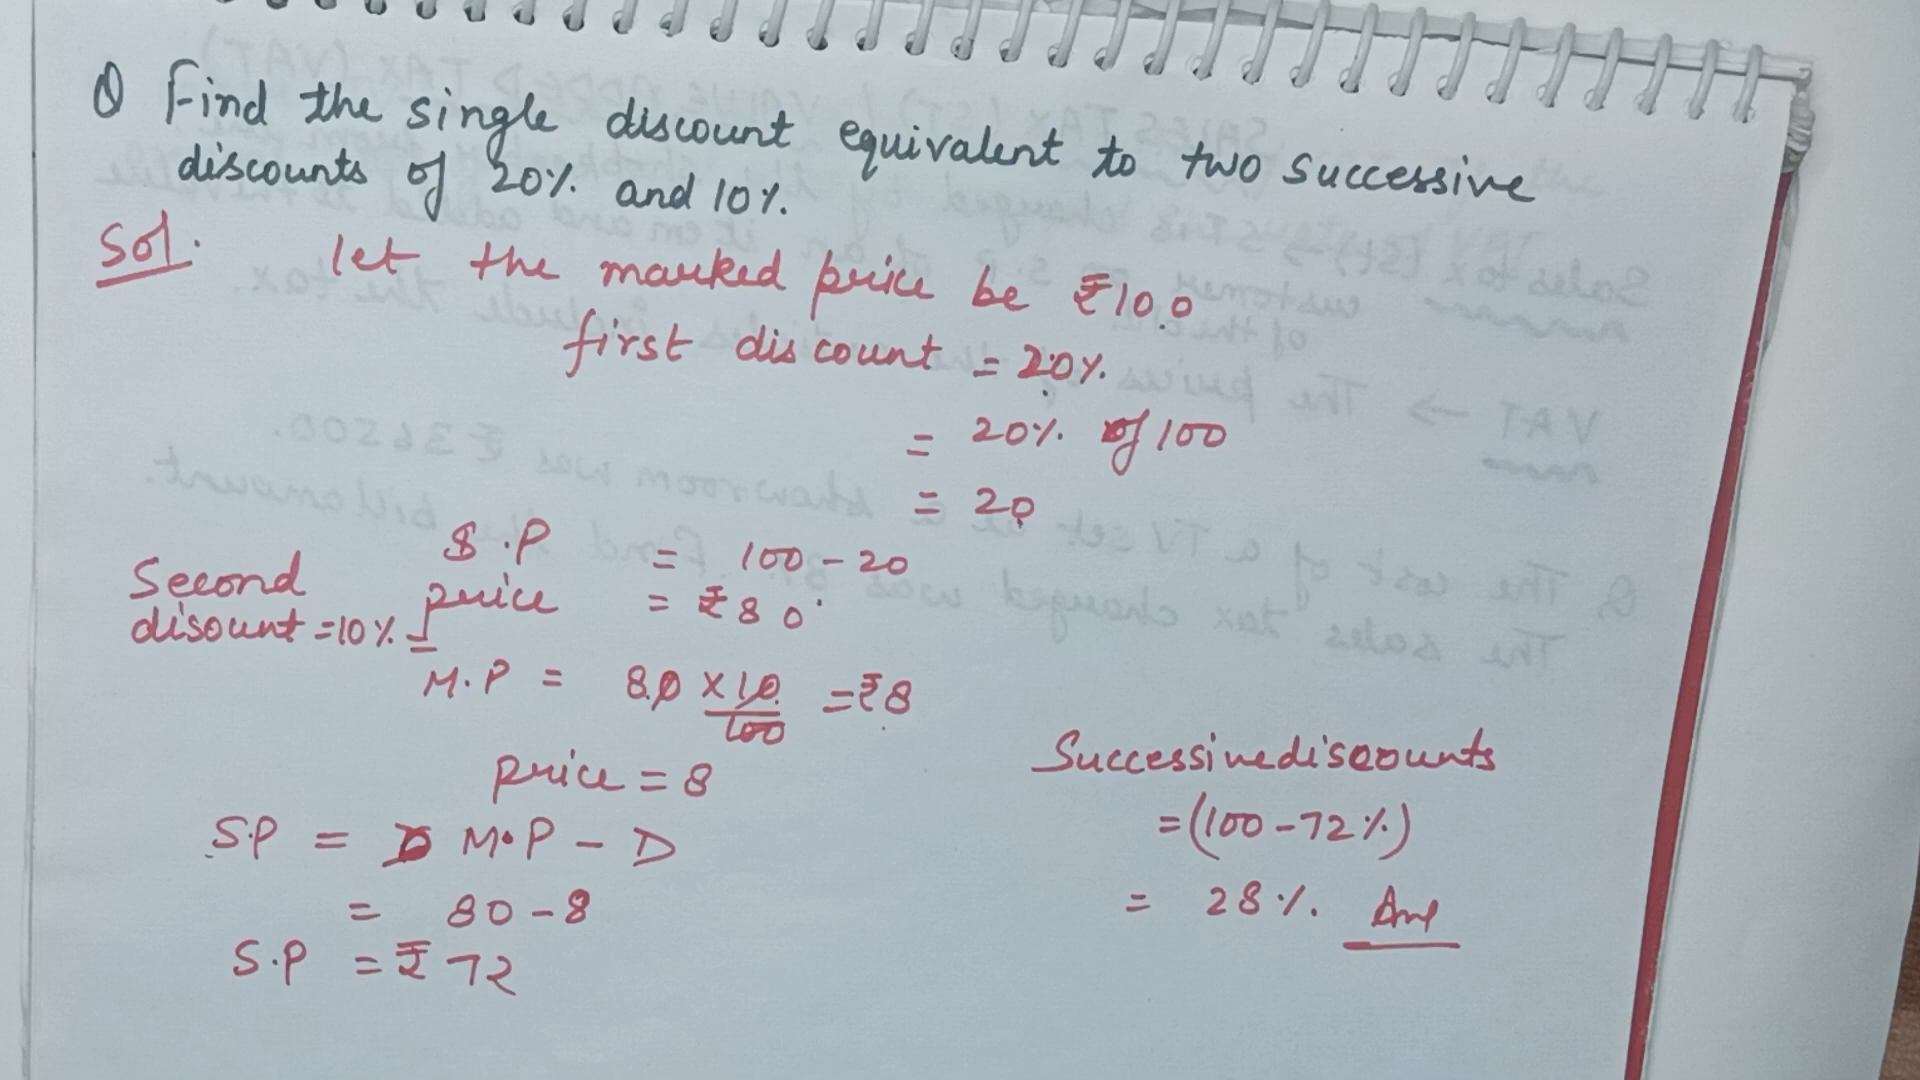 Q Find the single discount equivalent to two successive
discounts of 20% and 10%.
Sol. let the marked price be ₹100
first discount = 20%
= 20% of 100
= 20
S.P = 100 - 20
price = ₹80
Second
disount = 10%
M.P = 80 x 10/100 = ₹8
price = 8
S.P = M.P - D
= 80 - 8
S.P = ₹72
Successive discounts
= (100 - 72%)
= 28%. Ans